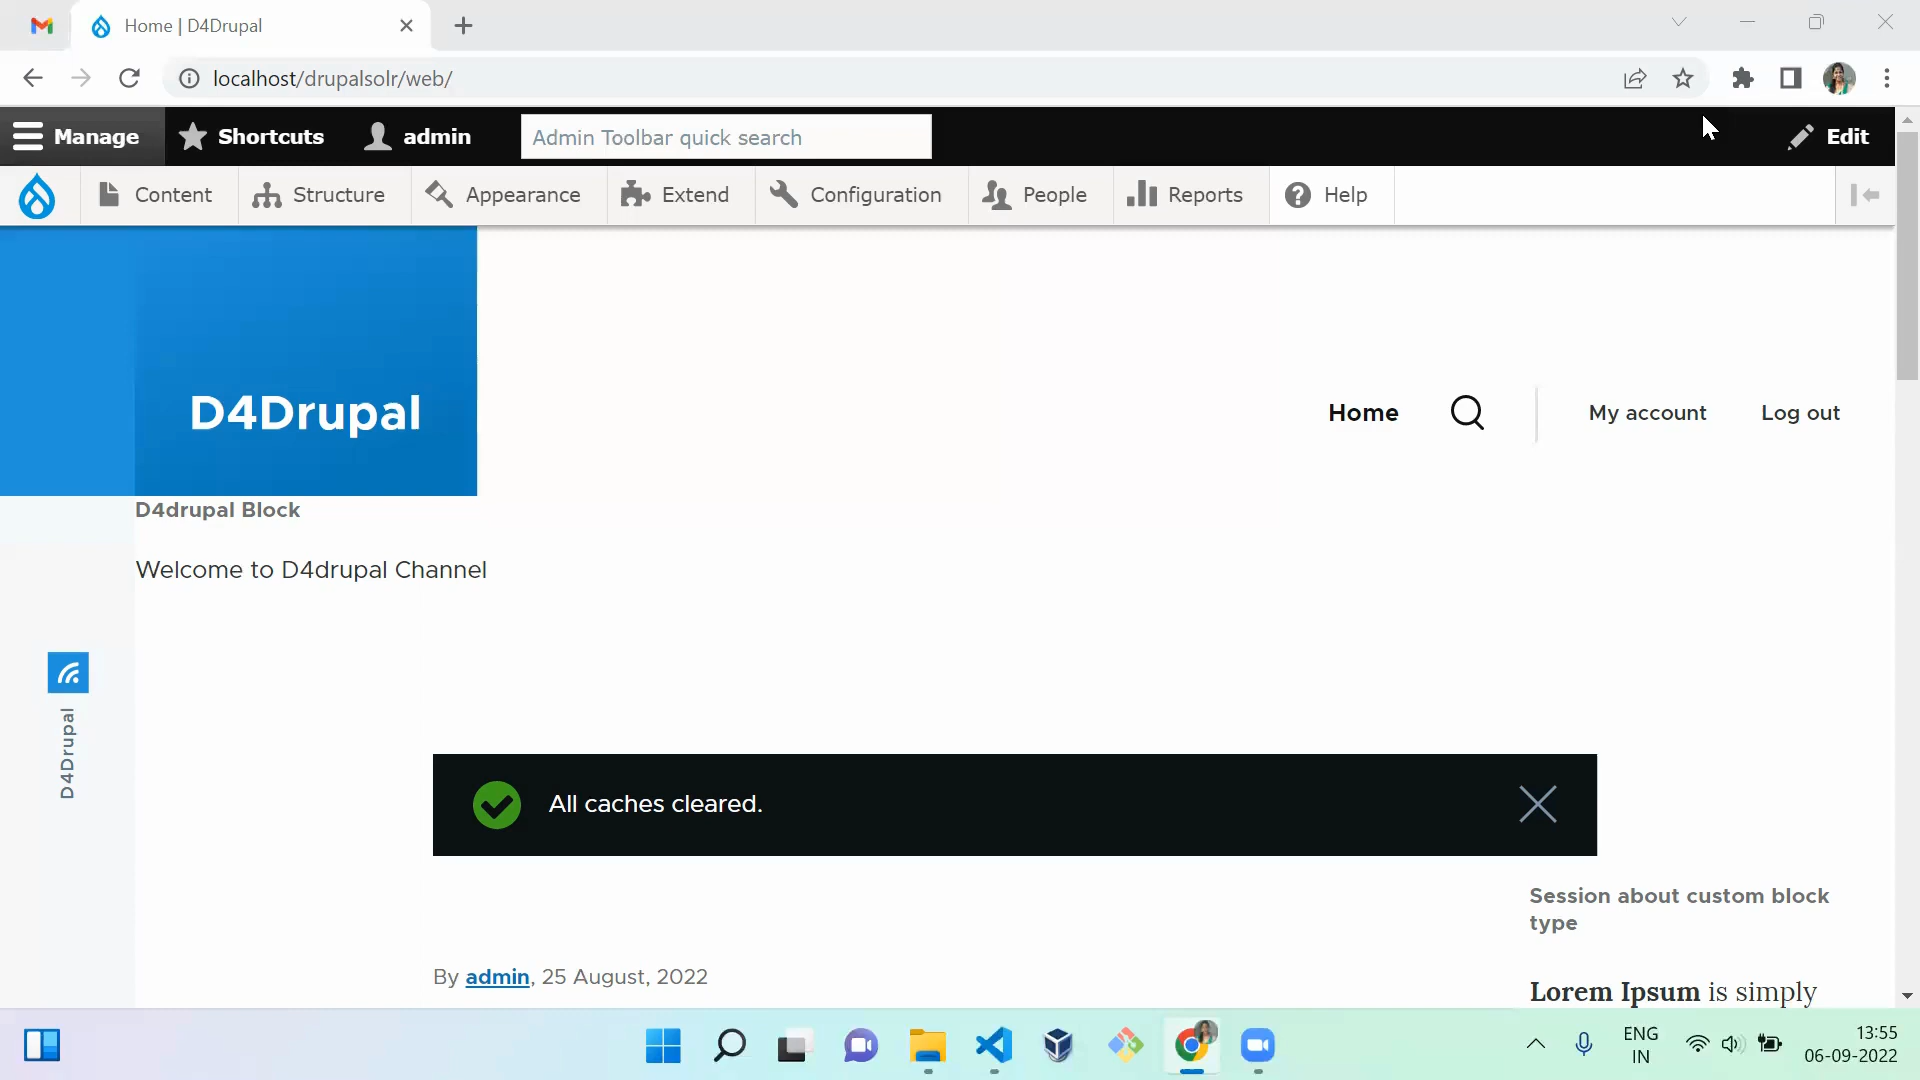 Home | D4Drupal
localhost/drupalsolr/web/
Manage Shortcuts admin Admin Toolbar quick search Edit
Content Structure Appearance Extend Configuration People Reports Help
D4Drupal
Home My account Log out
D4drupal Block
Welcome to D4drupal Channel
D4Drupal
All caches cleared.
Session about custom block
type
By admin, 25 August, 2022
Lorem Ipsum is simply
ENG
IN
13:55
06-09-2022